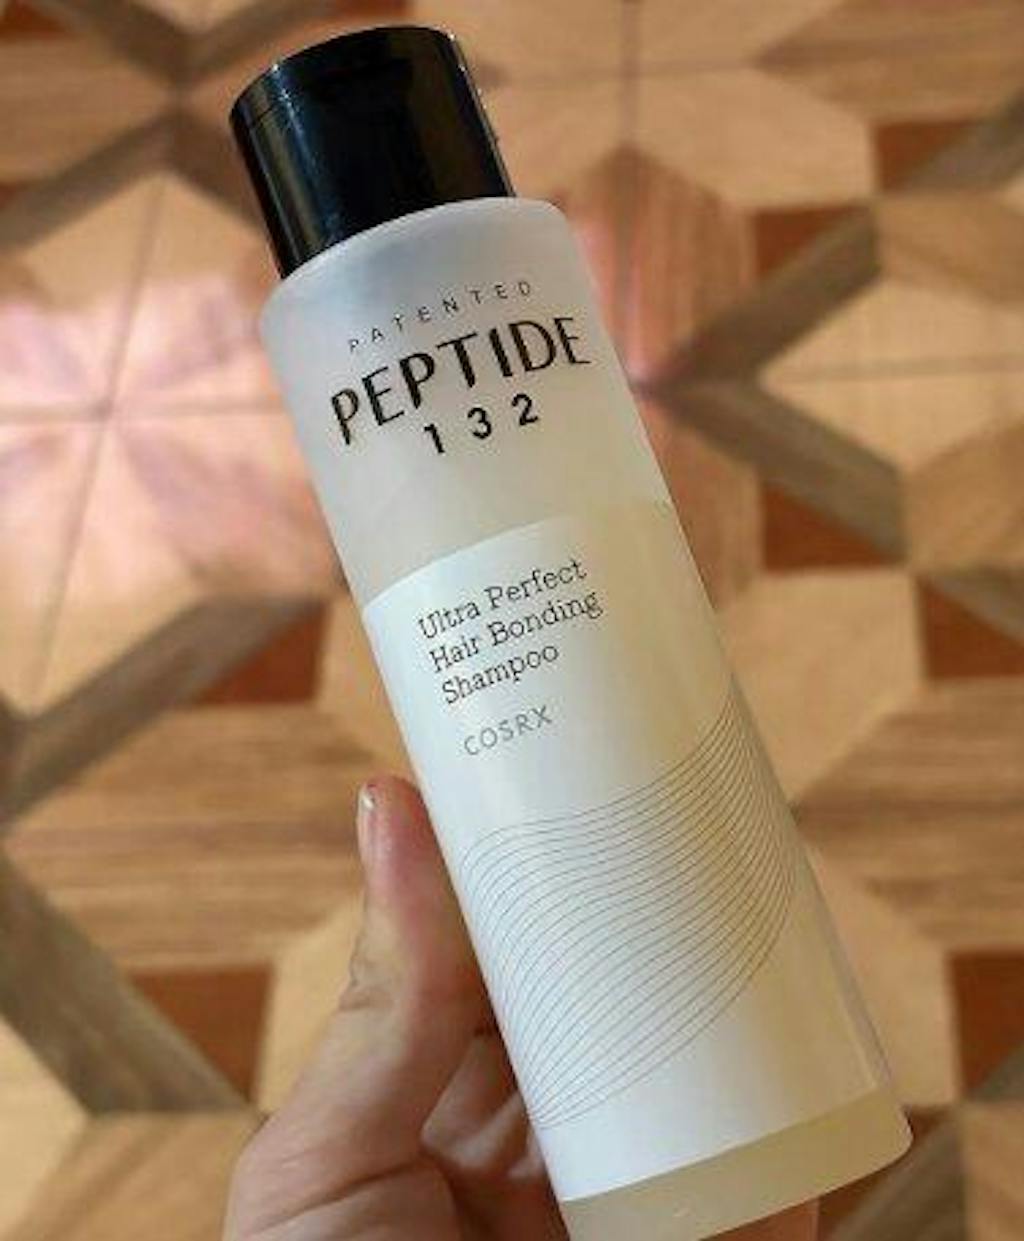 PATENTED
PEPTIDE
132
Ultra Perfect
Hair Bonding
Shampoo
COSRX